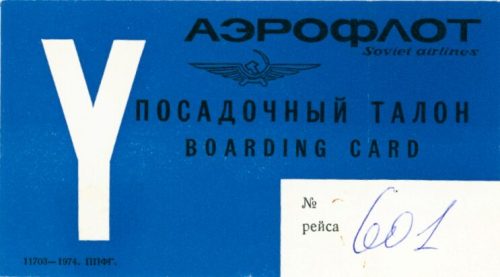 Y
АЭРОФЛОТ
Soviet airlines
ПОСАДОЧНЫЙ ТАЛОН
BOARDING CARD
№
рейса 601
11703—1974. ППФГ.